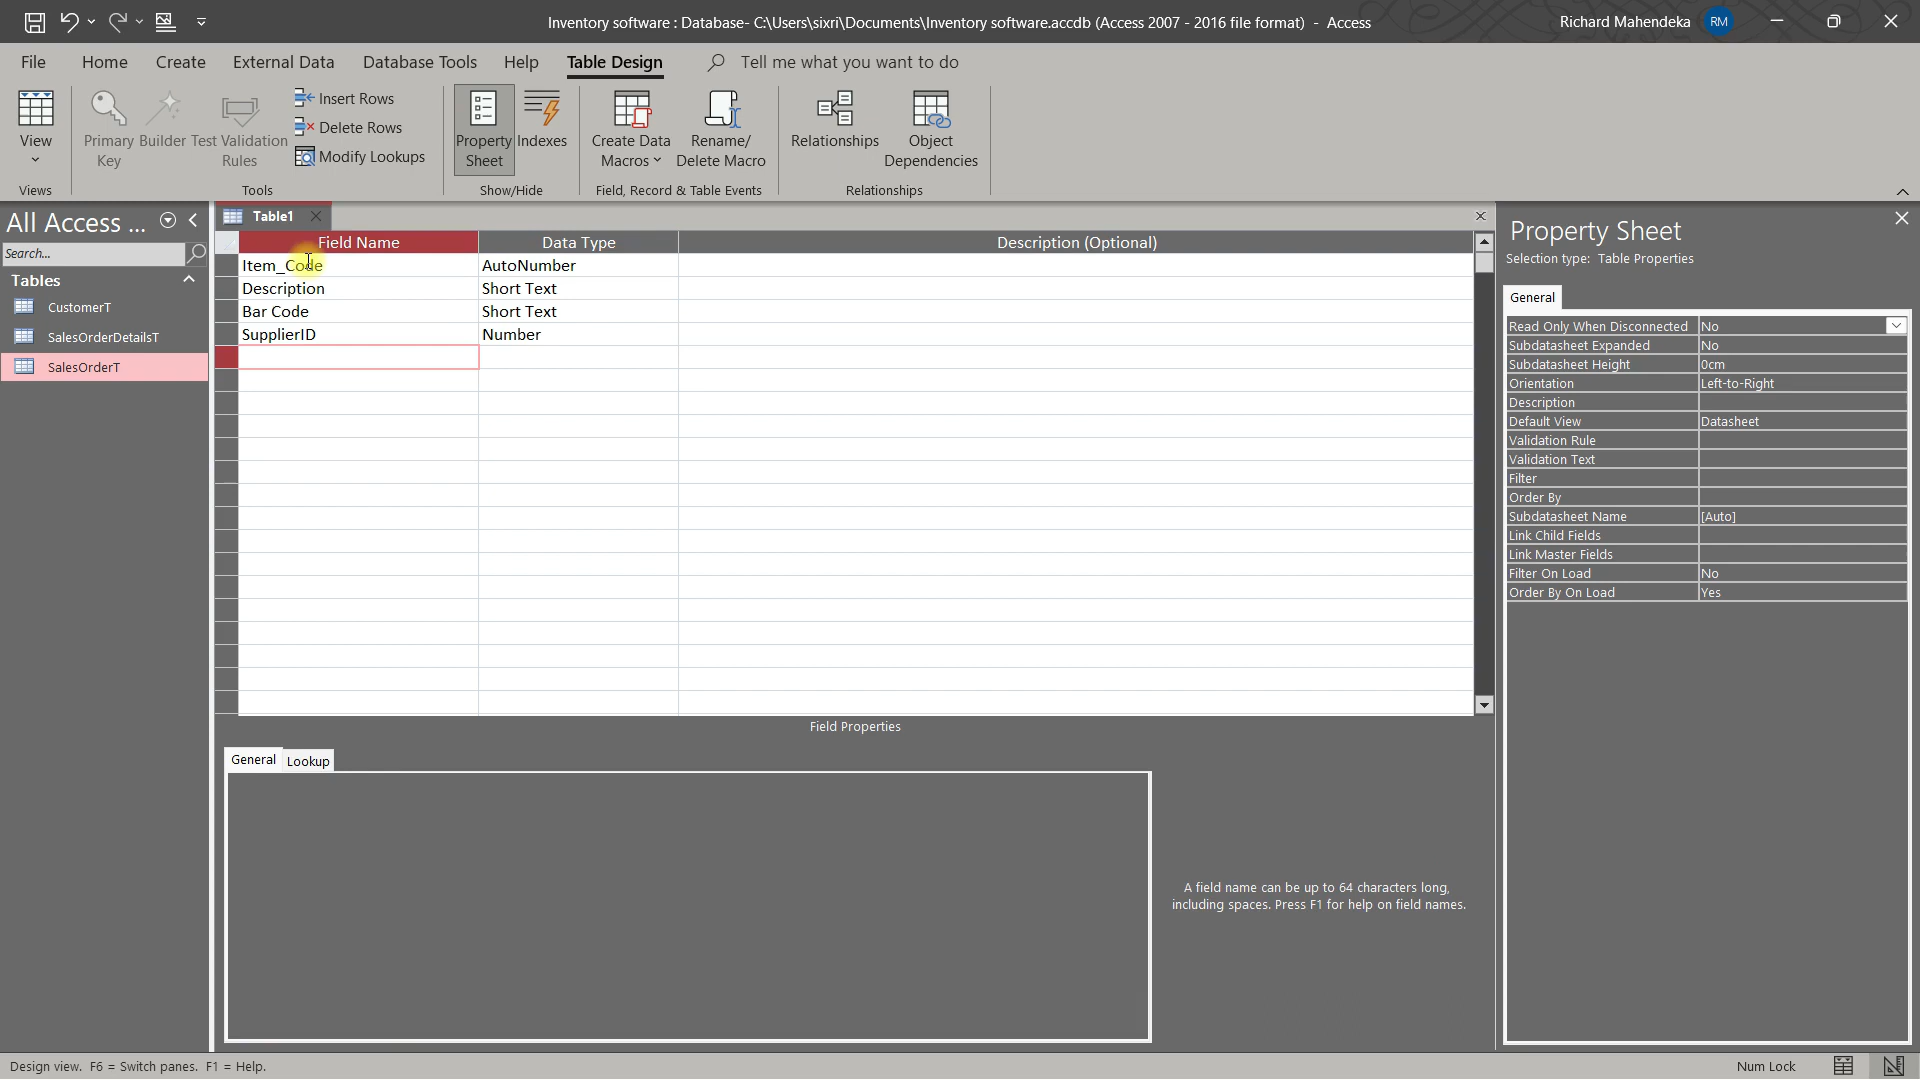 Inventory software : Database- C:\Users\sixri\Documents\Inventory software.accdb (Access 2007 - 2016 file format)  -  Access
Richard Mahendeka
RM
File
Home
Create
External Data
Database Tools
Help
Table Design
Tell me what you want to do
View
Primary
Key
Builder
Test Validation
Rules
Insert Rows
Delete Rows
Modify Lookups
Property
Sheet
Indexes
Create Data
Macros
Rename/
Delete Macro
Relationships
Object
Dependencies
Views
Tools
Show/Hide
Field, Record & Table Events
Relationships
All Access ...
Search...
Tables
CustomerT
SalesOrderDetailsT
SalesOrderT
Table1
Field Name
Data Type
Description (Optional)
Item_Code
AutoNumber
Description
Short Text
Bar Code
Short Text
SupplierID
Number
Field Properties
General
Lookup
A field name can be up to 64 characters long,
including spaces. Press F1 for help on field names.
Property Sheet
Selection type:  Table Properties
General
Read Only When Disconnected
No
Subdatasheet Expanded
No
Subdatasheet Height
0cm
Orientation
Left-to-Right
Description
Default View
Datasheet
Validation Rule
Validation Text
Filter
Order By
Subdatasheet Name
[Auto]
Link Child Fields
Link Master Fields
Filter On Load
No
Order By On Load
Yes
Design view.  F6 = Switch panes.  F1 = Help.
Num Lock